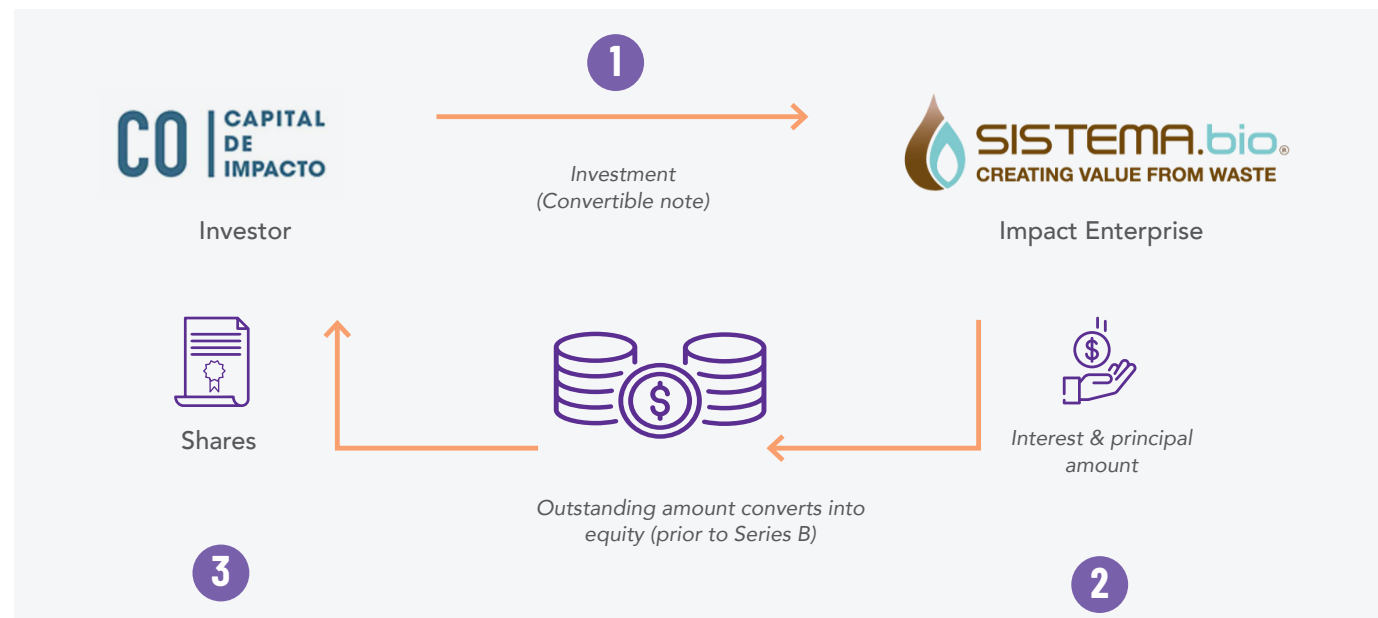 1
CO
CAPITAL
DE
IMPACTO
SISTEMA.bio®
CREATING VALUE FROM WASTE
Investment
(Convertible note)
Investor
Impact Enterprise
$
$
Shares
Interest & principal
amount
Outstanding amount converts into
equity (prior to Series B)
3
2